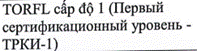 TORFL cấp độ 1 (Первый
сертификационный уровень -
ТРКИ-1)